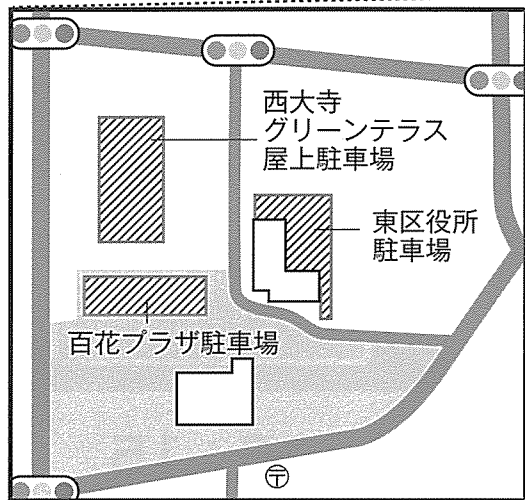 西大寺
グリーンテラス
屋上駐車場
東区役所
駐車場
百花プラザ駐車場
〒